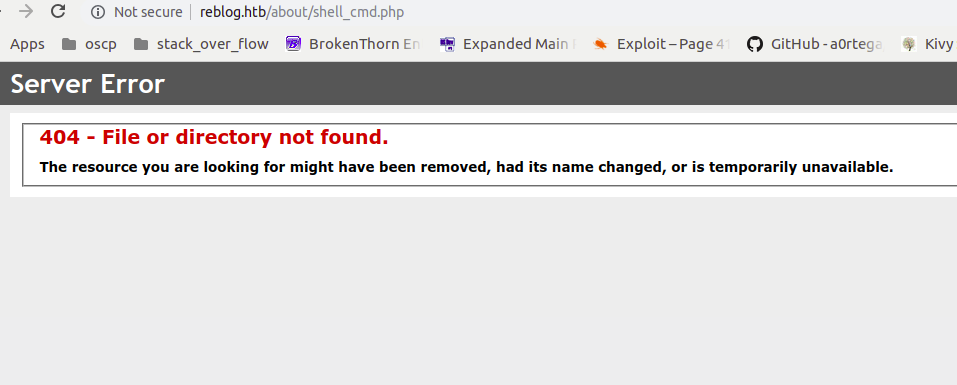 Not secure | reblog.htb/about/shell_cmd.php
Apps oscp stack_over_flow BrokenThorn En Expanded Main Exploit – Page 41 GitHub - a0rtega Kivy
Server Error
404 - File or directory not found.
The resource you are looking for might have been removed, had its name changed, or is temporarily unavailable.